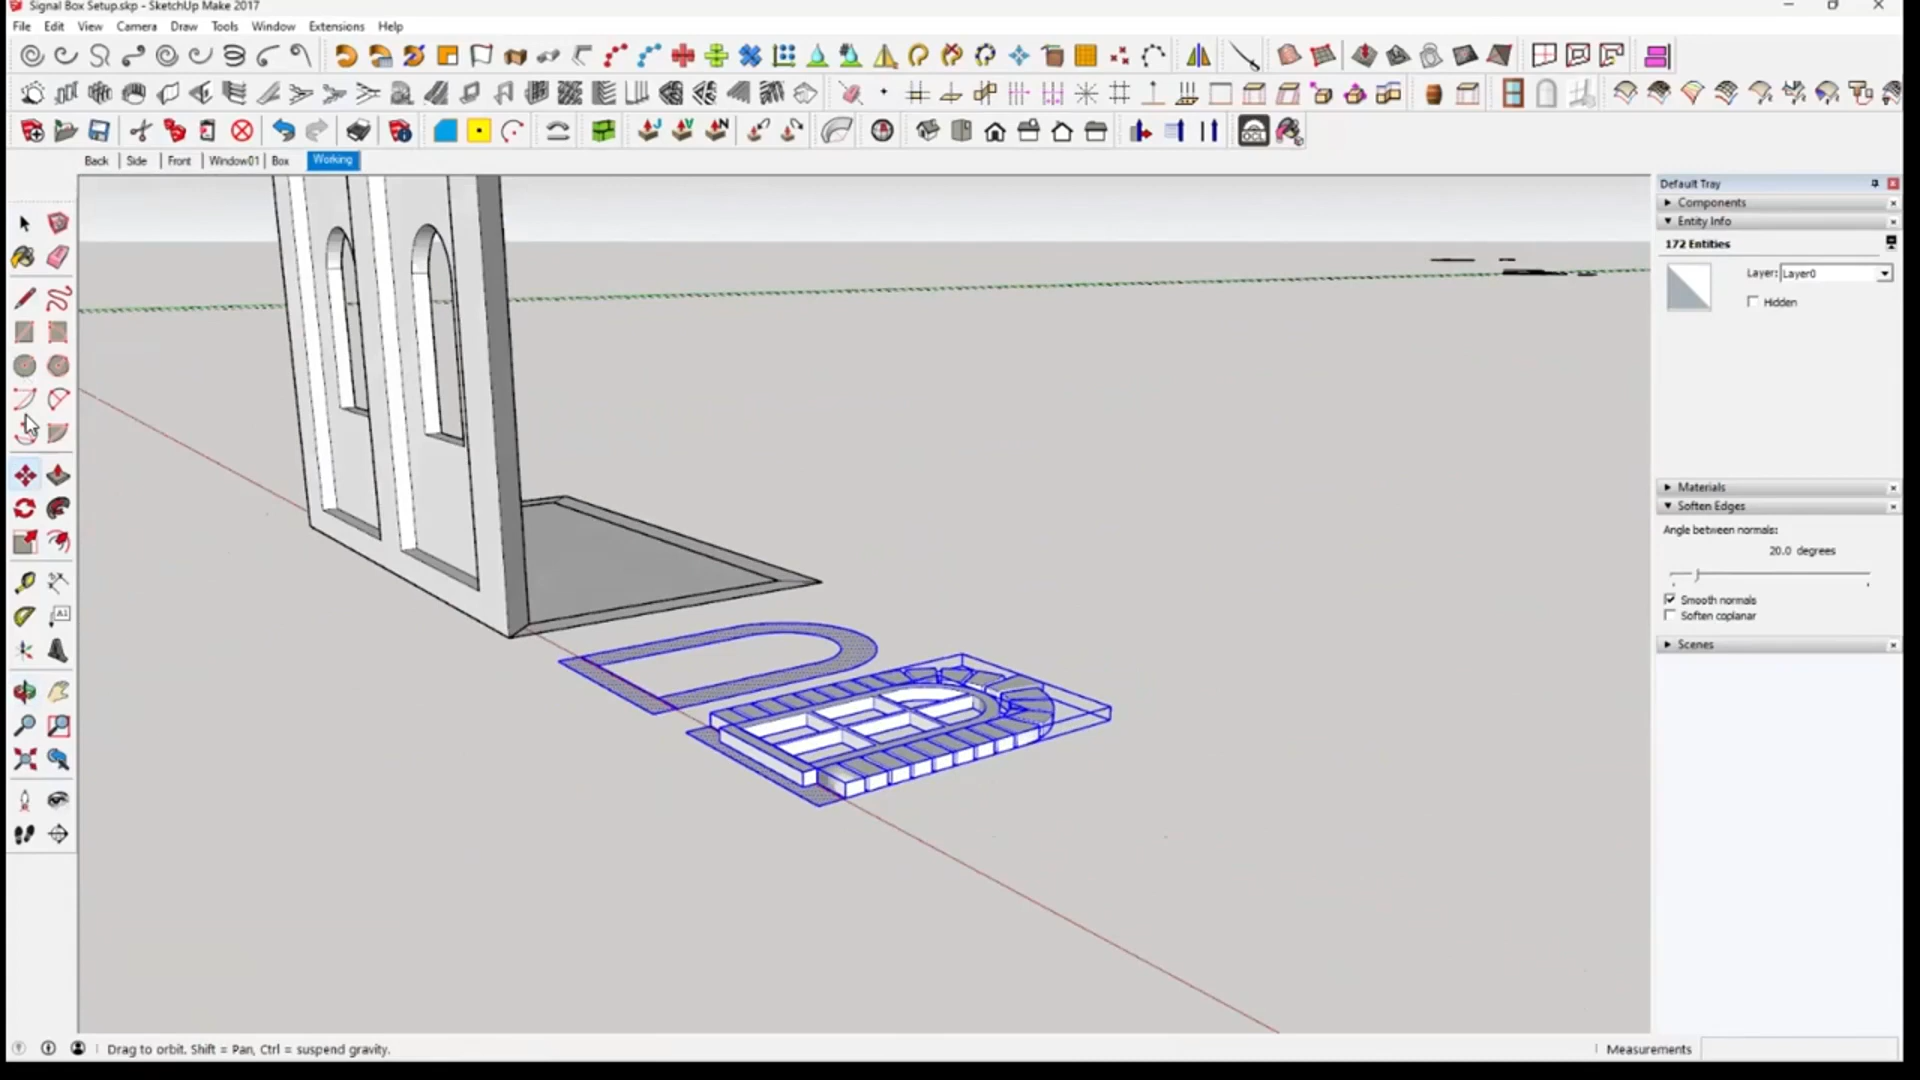 Signal Box Setup.skp - SketchUp Make 2017
File Edit View Camera Draw Tools Window Extensions Help
Back Side Front Window01 Box Working
Default Tray
Components
Entity Info
172 Entities
Layer: Layer0
Hidden
Materials
Soften Edges
Angle between normals:
20.0 degrees
Smooth normals
Soften coplanar
Scenes
Drag to orbit. Shift = Pan, Ctrl = suspend gravity.
Measurements